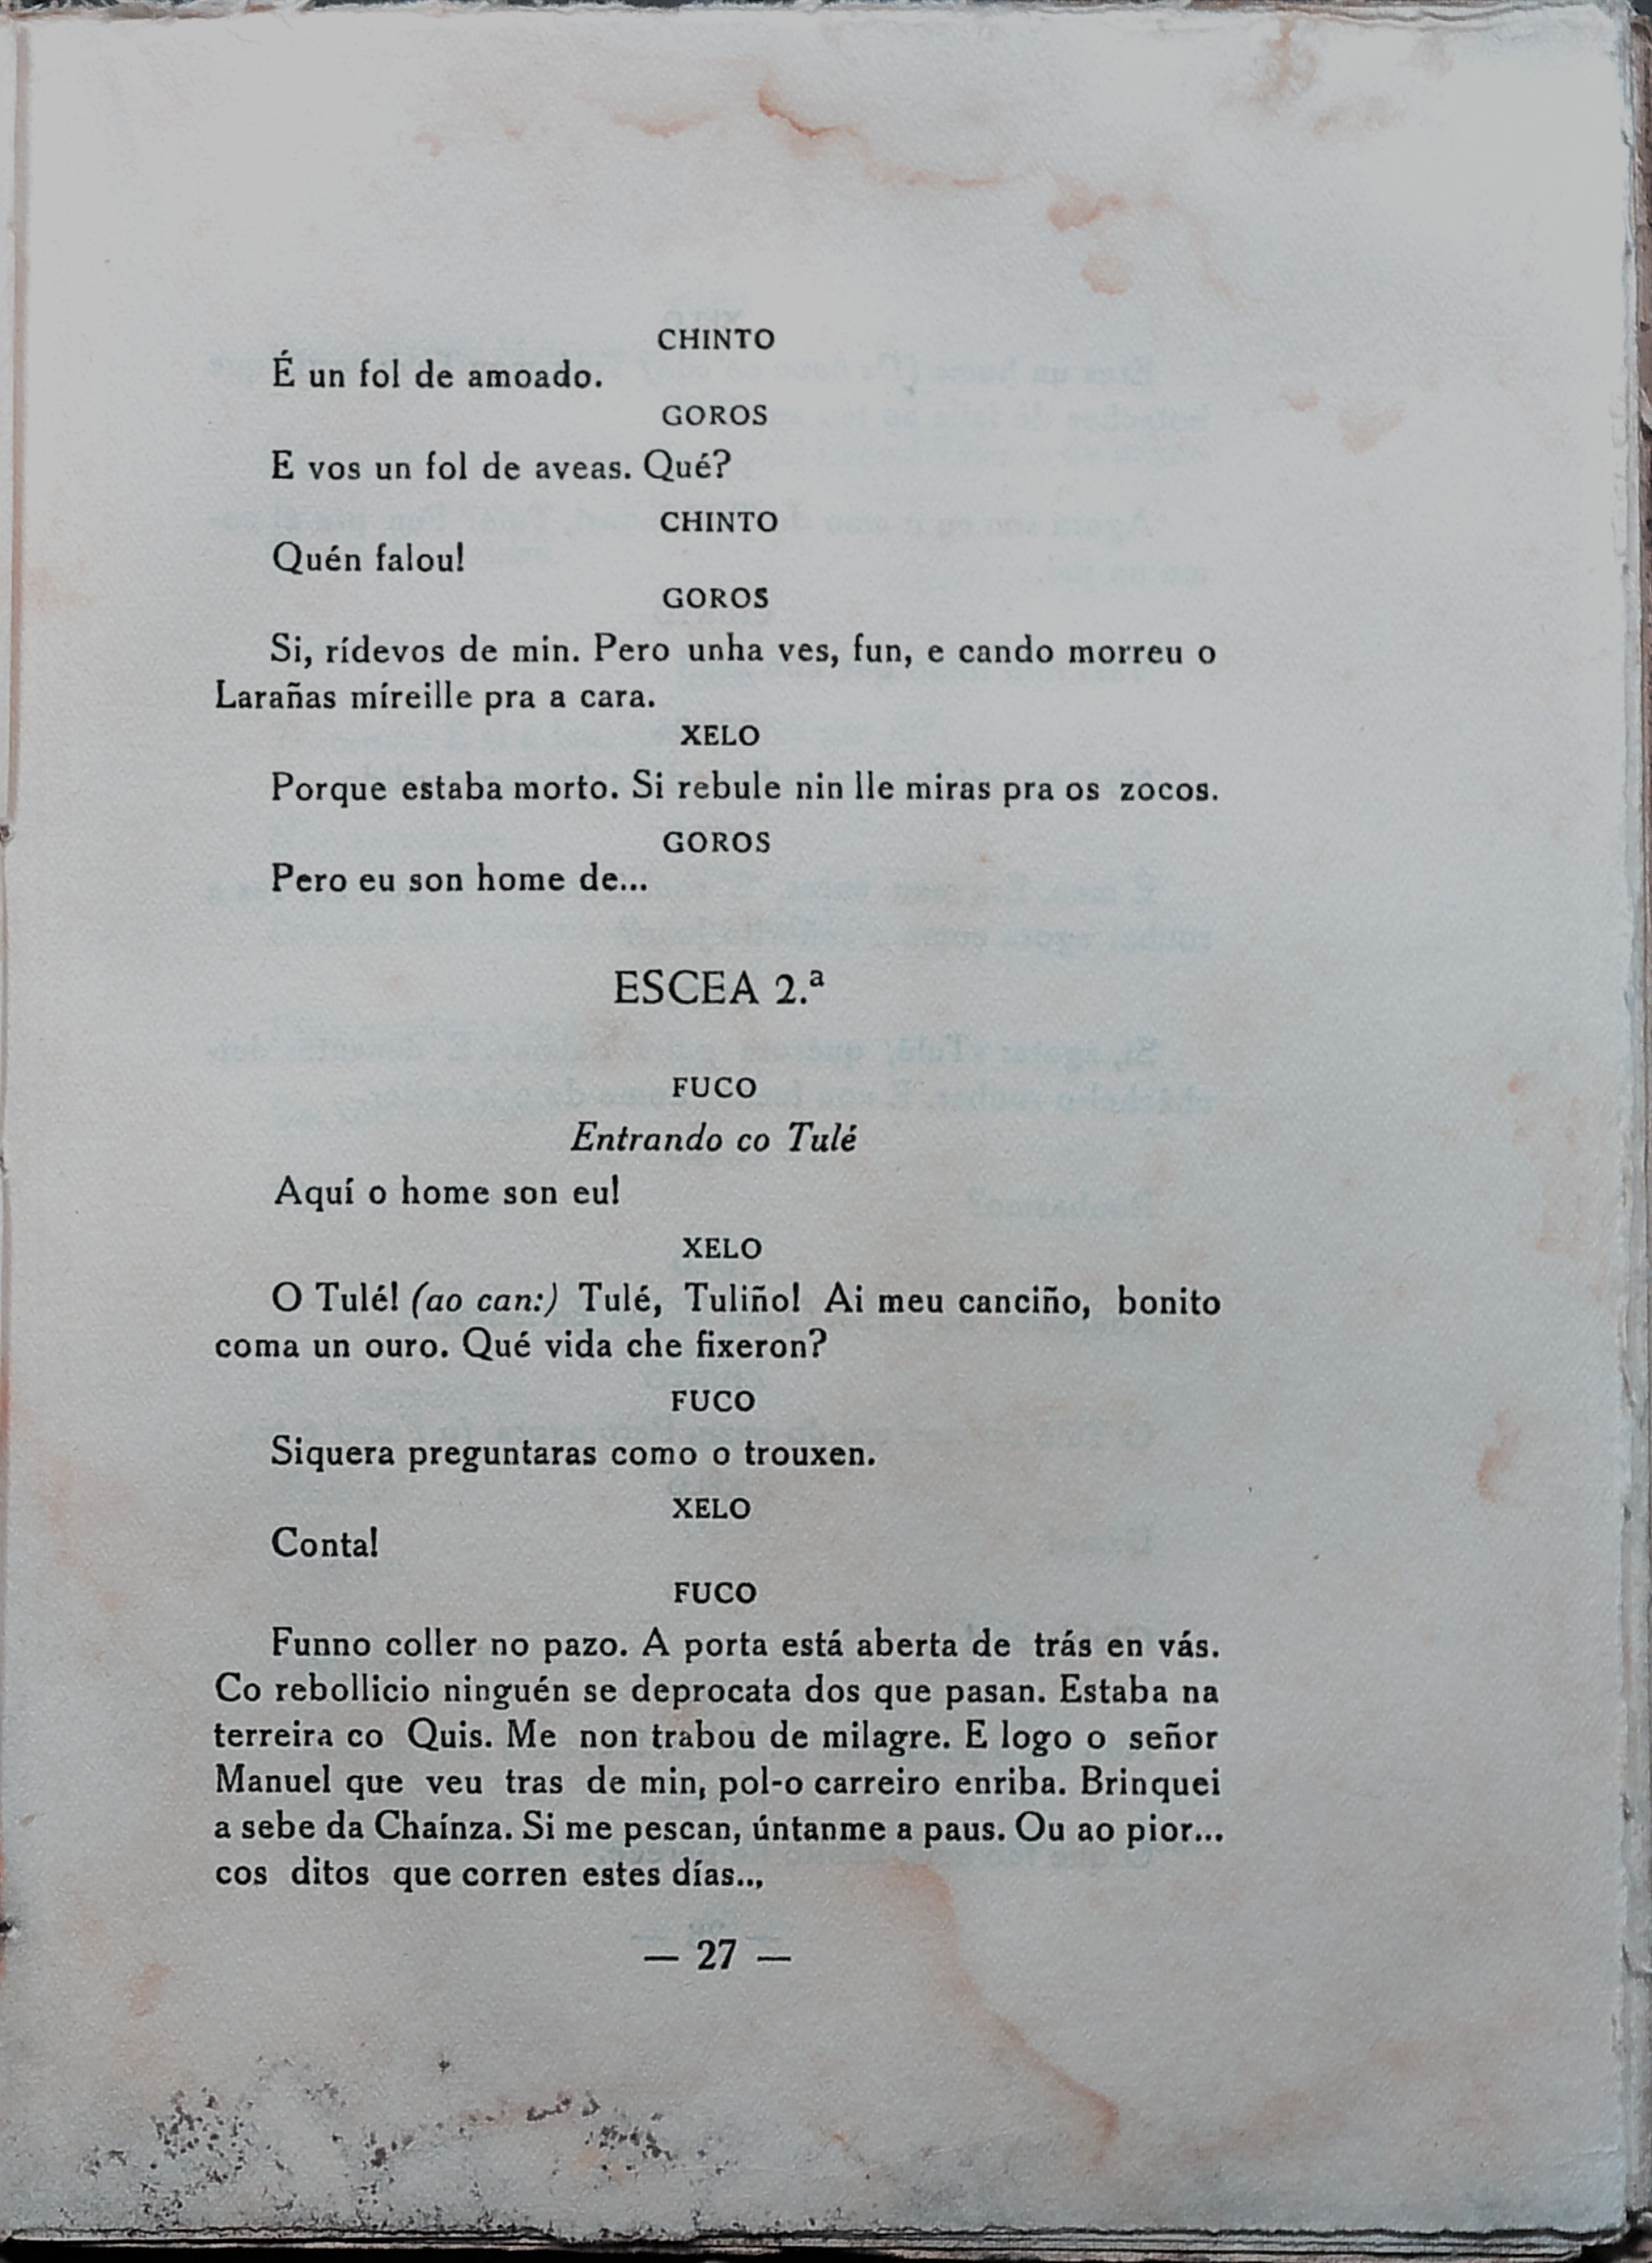 CHINTO
É un fol de amoado.
GOROS
E vos un fol de aveas. Qué?
CHINTO
Quén falou!
GOROS
Si, rídevos de min. Pero unha ves, fun, e cando morreu o
Larañas míreille pra a cara.
XELO
Porque estaba morto. Si rebule nin lle miras pra os zocos.
GOROS
Pero eu son home de...
ESCEA 2.ª
FUCO
Entrando co Tulé
Aquí o home son eu!
XELO
O Tulé! (ao can:) Tulé, Tuliño! Ai meu canciño, bonito
coma un ouro. Qué vida che fixeron?
FUCO
Siquera preguntaras como o trouxen.
XELO
Conta!
FUCO
Funno coller no pazo. A porta está aberta de trás en vás.
Co rebollicio ninguén se deprocata dos que pasan. Estaba na
terreira co Quis. Me non trabou de milagre. E logo o señor
Manuel que veu tras de min, pol-o carreiro enriba. Brinquei
a sebe da Chaínza. Si me pescan, úntanme a paus. Ou ao pior...
cos ditos que corren estes días..,
— 27 —